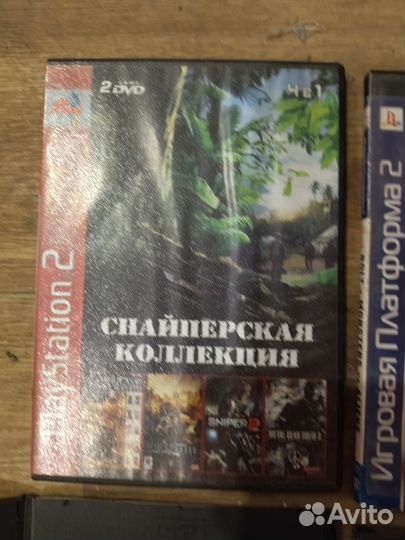 2 DVD
4 в 1
PlayStation 2
СНАЙПЕРСКАЯ
КОЛЛЕКЦИЯ
SNIPER 2
Игровая Платформа 2
Avito